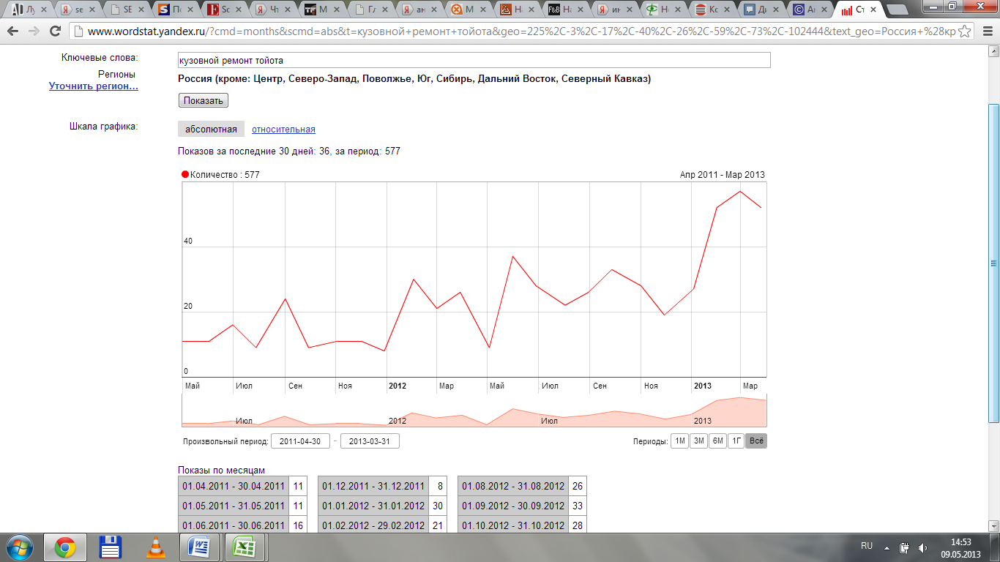 Лу
se
SE
П
Sc
Чт
М
Гл
ан
М
На
На
ин
Но
Ко
Ди
Ап
Ст
www.wordstat.yandex.ru/?cmd=months&scmd=abs&t=кузовной+ремонт+тойота&geo=225%2C-3%2C-17%2C-40%2C-26%2C-59%2C-73%2C-102444&text_geo=Россия+%28кр
Ключевые слова: кузовной ремонт тойота
Регионы Россия (кроме: Центр, Северо-Запад, Поволжье, Юг, Сибирь, Дальний Восток, Северный Кавказ)
Уточнить регион...
Показать
Шкала графика: абсолютная относительная
Показов за последние 30 дней: 36, за период: 577
Количество : 577 Апр 2011 - Мар 2013
40
20
0
Май Июл Сен Ноя 2012 Мар Май Июл Сен Ноя 2013 Мар
Июл 2012 Июл 2013
Произвольный период: 2011-04-30 - 2013-03-31 Периоды: 1М 3М 6М 1Г Всё
Показы по месяцам
01.04.2011 - 30.04.2011 11 01.12.2011 - 31.12.2011 8 01.08.2012 - 31.08.2012 26
01.05.2011 - 31.05.2011 11 01.01.2012 - 31.01.2012 30 01.09.2012 - 30.09.2012 33
01.06.2011 - 30.06.2011 16 01.02.2012 - 29.02.2012 21 01.10.2012 - 31.10.2012 28
RU 14:53
09.05.2013